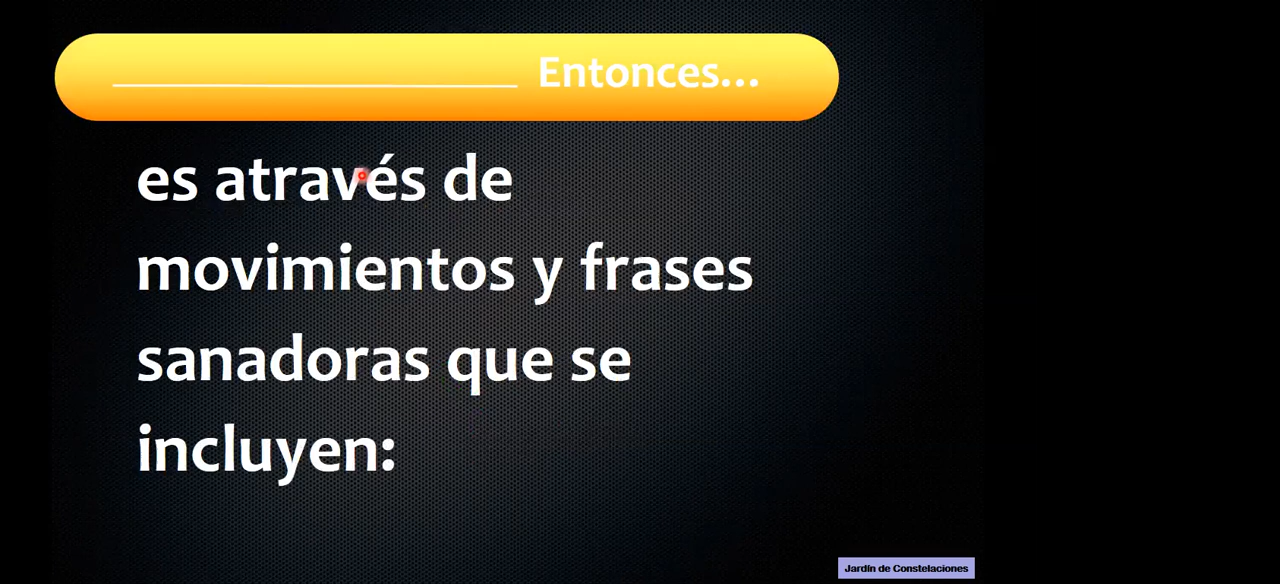 Entonces...
es através de
movimientos y frases
sanadoras que se
incluyen:
Jardín de Constelaciones